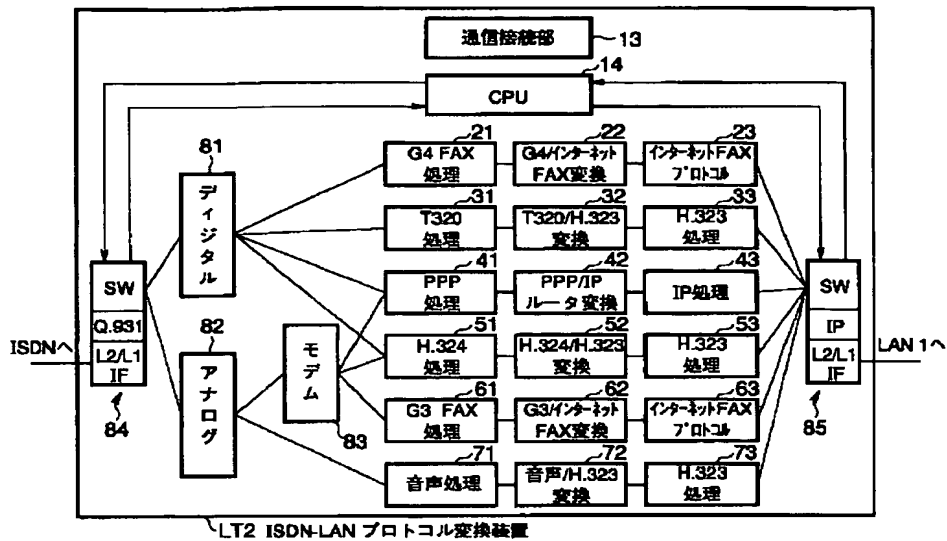 通信接続部
13
14
CPU
81
ディジタル
21
G4 FAX
処理
22
G4/インターネット
FAX変換
23
インターネットFAX
プロトコル
31
T320
処理
32
T320/H.323
変換
33
H.323
処理
41
PPP
処理
42
PPP/IP
ルータ変換
43
IP処理
51
H.324
処理
52
H.324/H.323
変換
53
H.323
処理
61
G3 FAX
処理
62
G3/インターネット
FAX変換
63
インターネットFAX
プロトコル
71
音声処理
72
音声/H.323
変換
73
H.323
処理
82
アナログ
モデム
83
SW
Q.931
L2/L1
IF
ISDNへ
84
SW
IP
L2/L1
IF
LAN 1へ
85
LT2 ISDN-LAN プロトコル変換装置